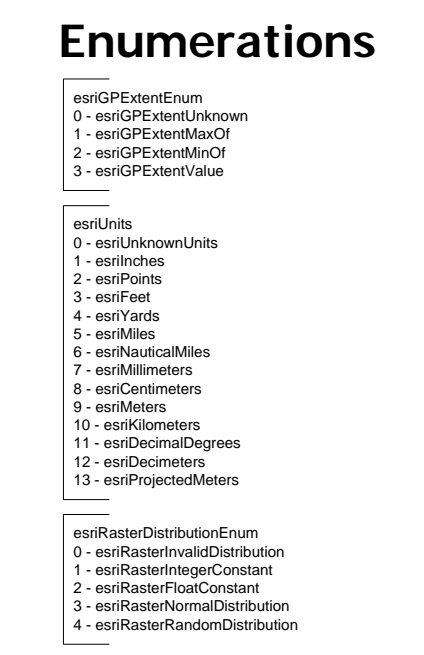 Enumerations
esriGPExtentEnum
0 - esriGPExtentUnknown
1 - esriGPExtentMaxOf
2 - esriGPExtentMinOf
3 - esriGPExtentValue
esriUnits
0 - esriUnknownUnits
1 - esriInches
2 - esriPoints
3 - esriFeet
4 - esriYards
5 - esriMiles
6 - esriNauticalMiles
7 - esriMillimeters
8 - esriCentimeters
9 - esriMeters
10 - esriKilometers
11 - esriDecimalDegrees
12 - esriDecimeters
13 - esriProjectedMeters
esriRasterDistributionEnum
0 - esriRasterInvalidDistribution
1 - esriRasterIntegerConstant
2 - esriRasterFloatConstant
3 - esriRasterNormalDistribution
4 - esriRasterRandomDistribution